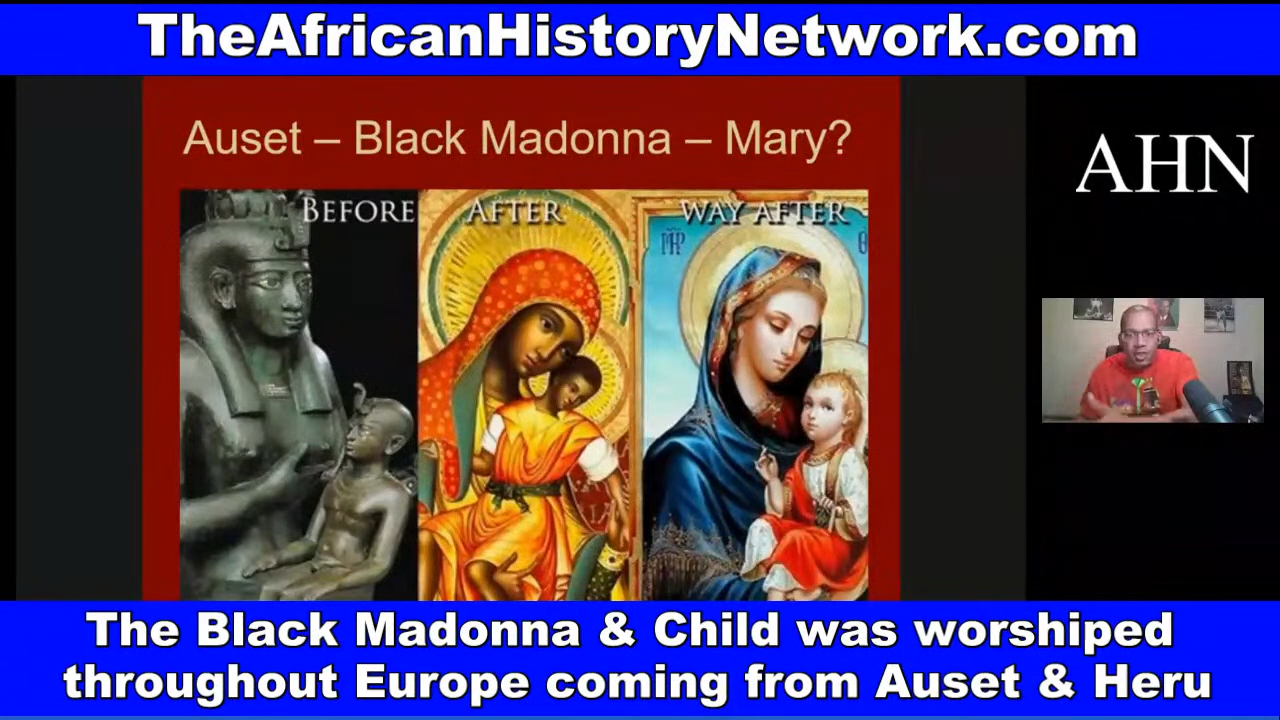 TheAfricanHistoryNetwork.com
Auset – Black Madonna – Mary?
BEFORE
AFTER
WAY AFTER
AHN
The Black Madonna & Child was worshiped
throughout Europe coming from Auset & Heru